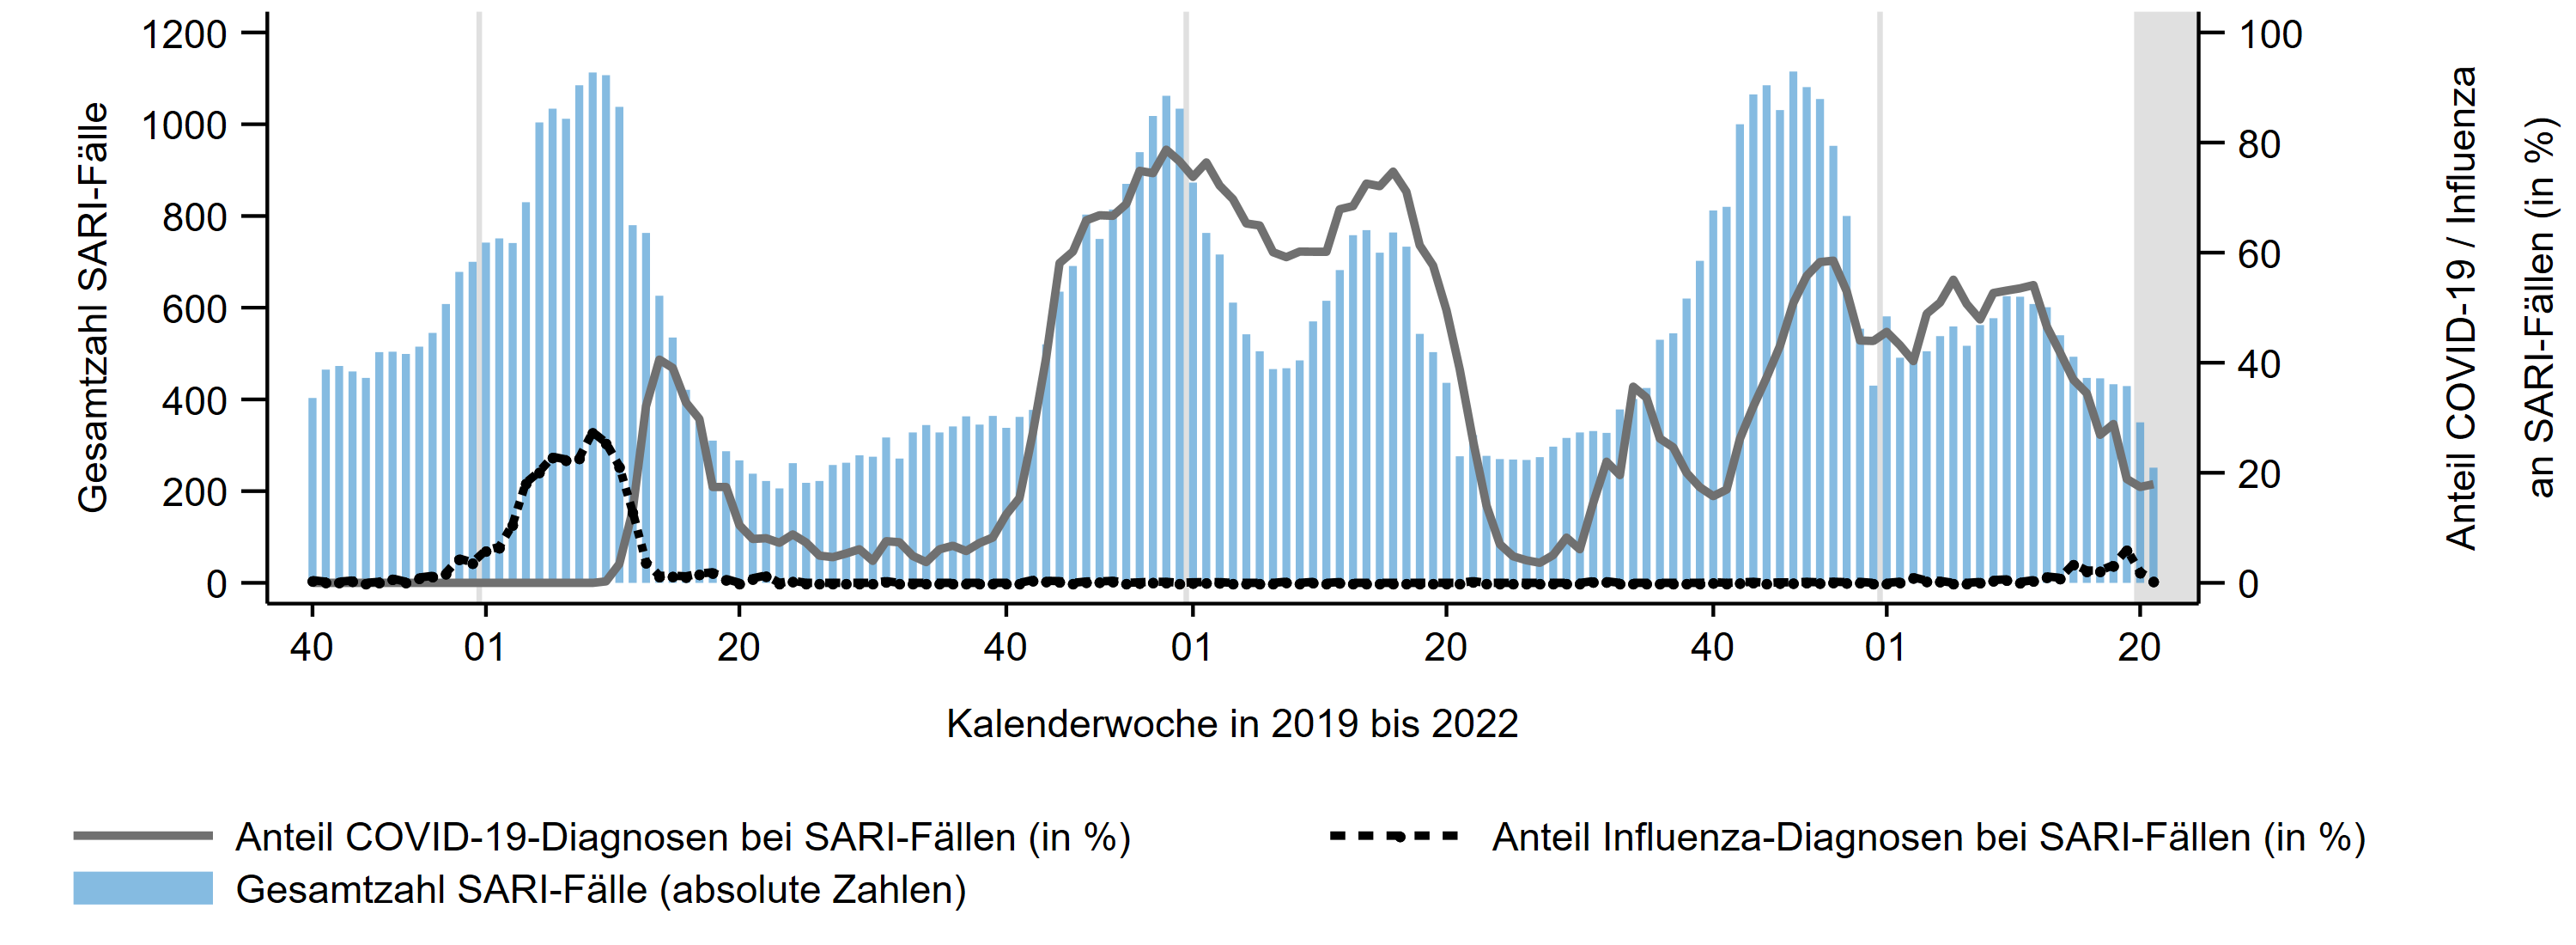 1200
1000
800
600
400
200
0
Gesamtzahl SARI-Fälle
100
80
60
40
20
0
Anteil COVID-19 / Influenza
an SARI-Fällen (in %)
40 01 20 40 01 20 40 01 20
Kalenderwoche in 2019 bis 2022
Anteil COVID-19-Diagnosen bei SARI-Fällen (in %)
Anteil Influenza-Diagnosen bei SARI-Fällen (in %)
Gesamtzahl SARI-Fälle (absolute Zahlen)